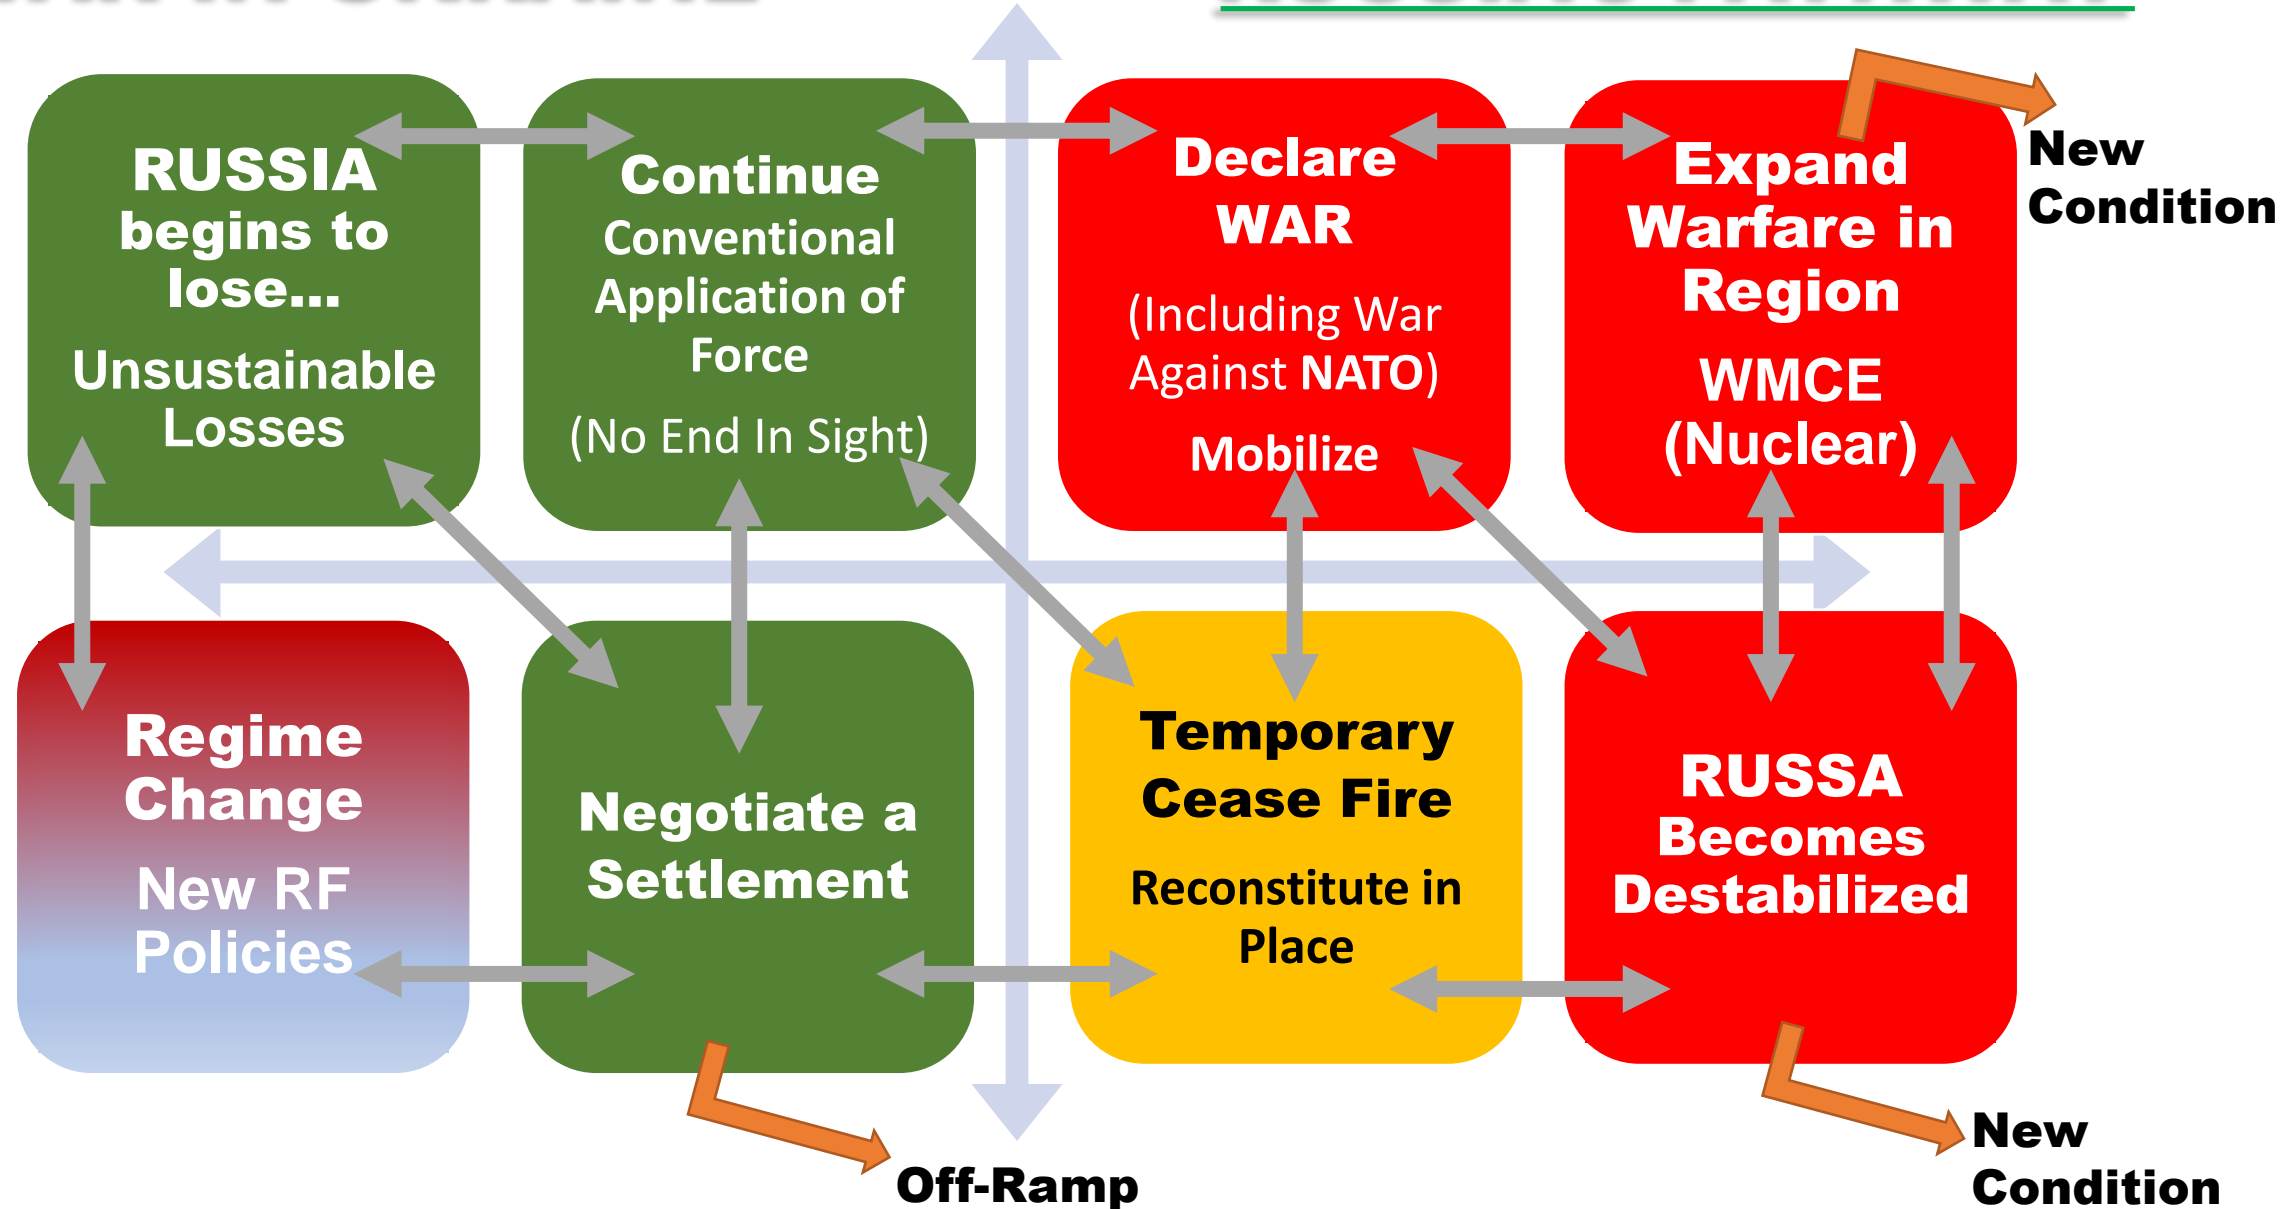 RUSSIA
begins to
lose...
Unsustainable
Losses
Continue
Conventional
Application of
Force
(No End In Sight)
Declare
WAR
(Including War
Against NATO)
Mobilize
Expand
Warfare in
Region
WMCE
(Nuclear)
New
Condition
Regime
Change
New RF
Policies
Negotiate a
Settlement
Temporary
Cease Fire
Reconstitute in
Place
RUSSA
Becomes
Destabilized
Off-Ramp
New
Condition